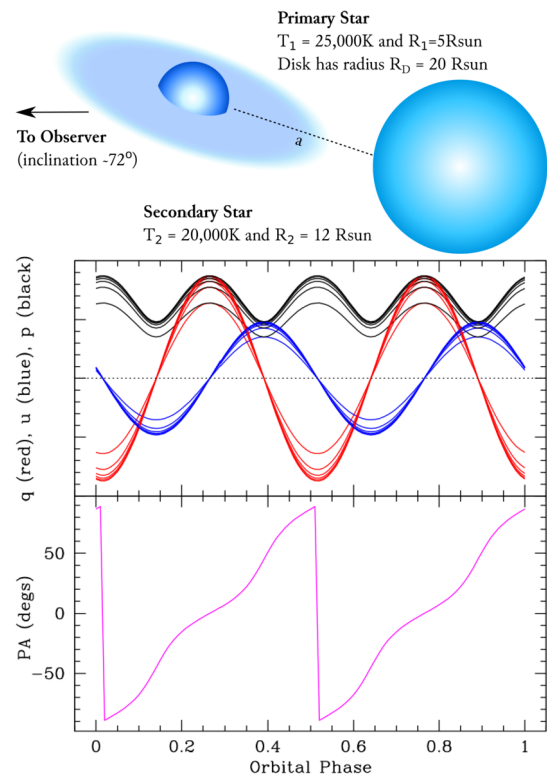 Primary Star
T₁ = 25,000K and R₁=5Rsun
Disk has radius R_D = 20 Rsun
To Observer
(inclination ~72°)
a
Secondary Star
T₂ = 20,000K and R₂ = 12 Rsun
q (red), u (blue), p (black)
PA (degs)
50
0
−50
0
0.2
0.4
0.6
0.8
1
Orbital Phase